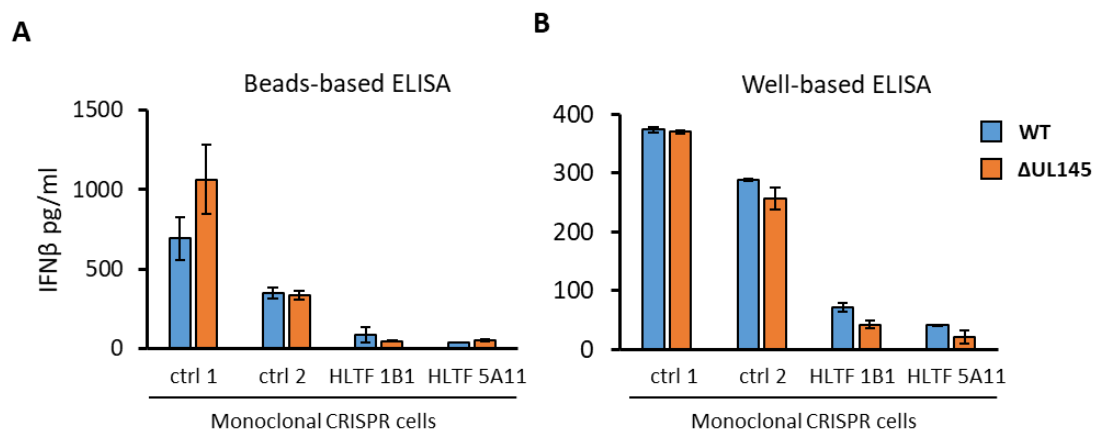 A
B
Beads-based ELISA
Well-based ELISA
IFNβ pg/ml
1500
1000
500
0
400
300
200
100
0
WT
ΔUL145
ctrl 1 ctrl 2 HLTF 1B1 HLTF 5A11
ctrl 1 ctrl 2 HLTF 1B1 HLTF 5A11
Monoclonal CRISPR cells
Monoclonal CRISPR cells